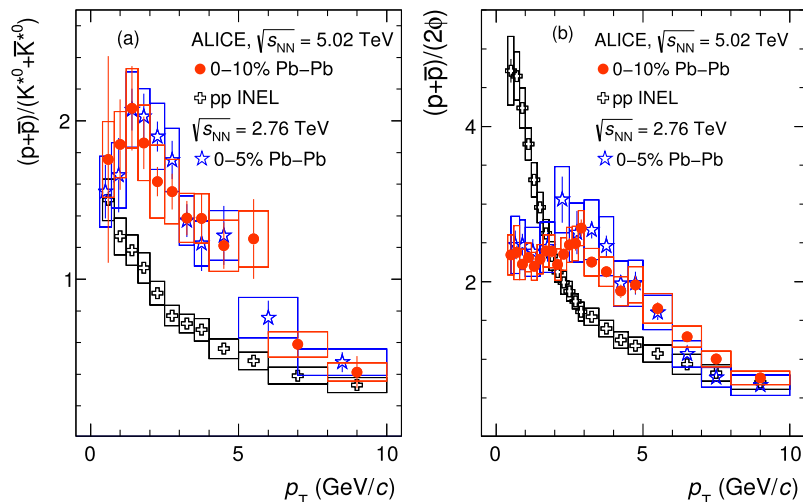 (p+p̅)/(K*⁰+K̅*⁰)
(a)
ALICE, √sNN = 5.02 TeV
0−10% Pb−Pb
pp INEL
√sNN = 2.76 TeV
0−5% Pb−Pb
2
1
0
5
10
pT (GeV/c)
(p+p̅)/(2ϕ)
(b)
ALICE, √sNN = 5.02 TeV
0−10% Pb−Pb
pp INEL
√sNN = 2.76 TeV
0−5% Pb−Pb
4
2
0
5
10
pT (GeV/c)